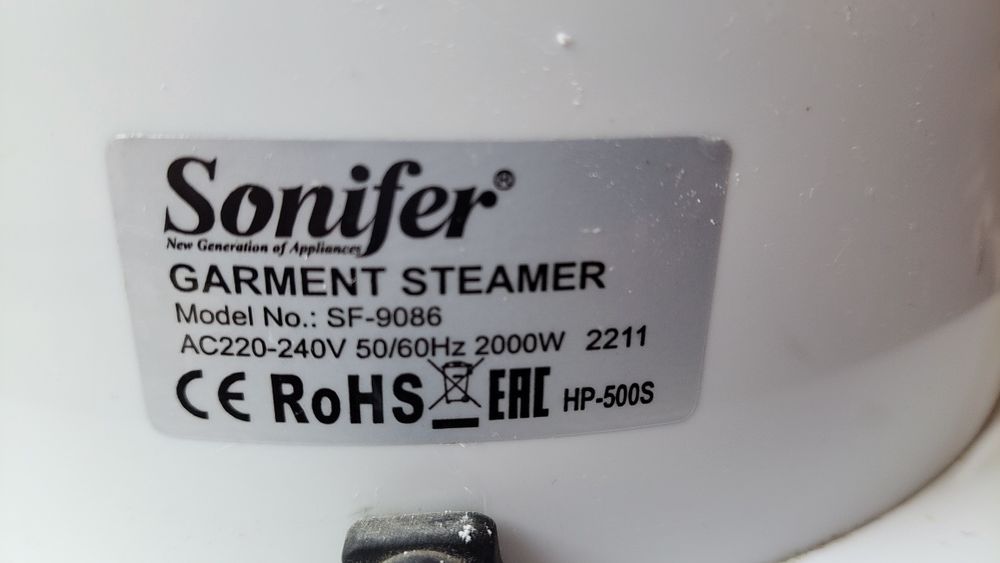 Sonifer®
New Generation of Appliances
GARMENT STEAMER
Model No.: SF-9086
AC220-240V 50/60Hz 2000W 2211
CE RoHS EAC HP-500S